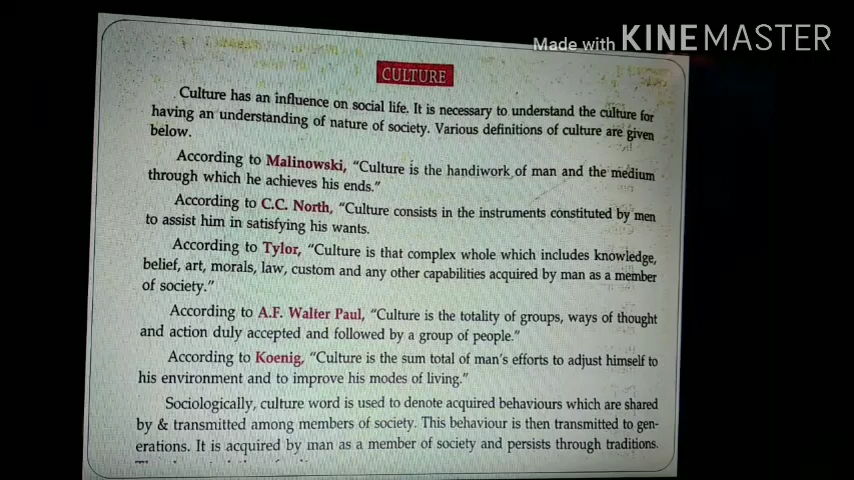 Made with KINEMASTER
CULTURE
Culture has an influence on social life. It is necessary to understand the culture for
having an understanding of nature of society. Various definitions of culture are given
below.
According to Malinowski, “Culture is the handiwork of man and the medium
through which he achieves his ends.”
According to C.C. North, “Culture consists in the instruments constituted by men
to assist him in satisfying his wants.
According to Tylor, “Culture is that complex whole which includes knowledge,
belief, art, morals, law, custom and any other capabilities acquired by man as a member
of society.”
According to A.F. Walter Paul, “Culture is the totality of groups, ways of thought
and action duly accepted and followed by a group of people.”
According to Koenig, “Culture is the sum total of man’s efforts to adjust himself to
his environment and to improve his modes of living.”
Sociologically, culture word is used to denote acquired behaviours which are shared
by & transmitted among members of society. This behaviour is then transmitted to gen-
erations. It is acquired by man as a member of society and persists through traditions.